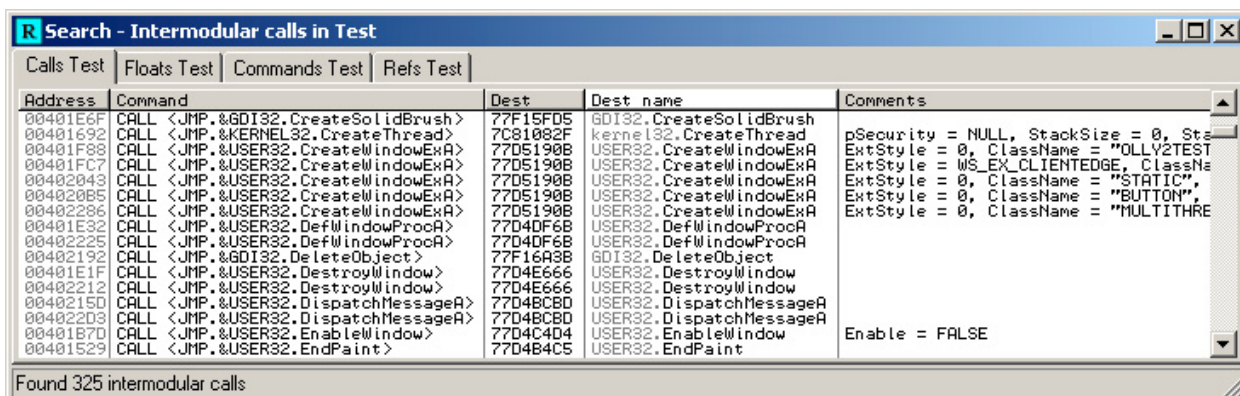 R Search - Intermodular calls in Test
Calls Test Floats Test Commands Test Refs Test
Address Command Dest Dest name Comments
00401E6F CALL <JMP.&GDI32.CreateSolidBrush> 77F15FD5 GDI32.CreateSolidBrush
00401692 CALL <JMP.&KERNEL32.CreateThread> 7C81082F kernel32.CreateThread pSecurity = NULL, StackSize = 0, Sta
00401F88 CALL <JMP.&USER32.CreateWindowExA> 77D5190B USER32.CreateWindowExA ExtStyle = 0, ClassName = "OLLY2TEST
00401FC7 CALL <JMP.&USER32.CreateWindowExA> 77D5190B USER32.CreateWindowExA ExtStyle = WS_EX_CLIENTEDGE, ClassNa
00402043 CALL <JMP.&USER32.CreateWindowExA> 77D5190B USER32.CreateWindowExA ExtStyle = 0, ClassName = "STATIC",
004020B5 CALL <JMP.&USER32.CreateWindowExA> 77D5190B USER32.CreateWindowExA ExtStyle = 0, ClassName = "BUTTON",
00402286 CALL <JMP.&USER32.CreateWindowExA> 77D5190B USER32.CreateWindowExA ExtStyle = 0, ClassName = "MULTITHRE
00401E32 CALL <JMP.&USER32.DefWindowProcA> 77D4DF6B USER32.DefWindowProcA
00402225 CALL <JMP.&USER32.DefWindowProcA> 77D4DF6B USER32.DefWindowProcA
00402192 CALL <JMP.&GDI32.DeleteObject> 77F16A3B GDI32.DeleteObject
00401E1F CALL <JMP.&USER32.DestroyWindow> 77D4E666 USER32.DestroyWindow
00402212 CALL <JMP.&USER32.DestroyWindow> 77D4E666 USER32.DestroyWindow
0040215D CALL <JMP.&USER32.DispatchMessageA> 77D4BCBD USER32.DispatchMessageA
004022D3 CALL <JMP.&USER32.DispatchMessageA> 77D4BCBD USER32.DispatchMessageA
00401B7D CALL <JMP.&USER32.EnableWindow> 77D4C4D4 USER32.EnableWindow Enable = FALSE
00401529 CALL <JMP.&USER32.EndPaint> 77D4B4C5 USER32.EndPaint
Found 325 intermodular calls